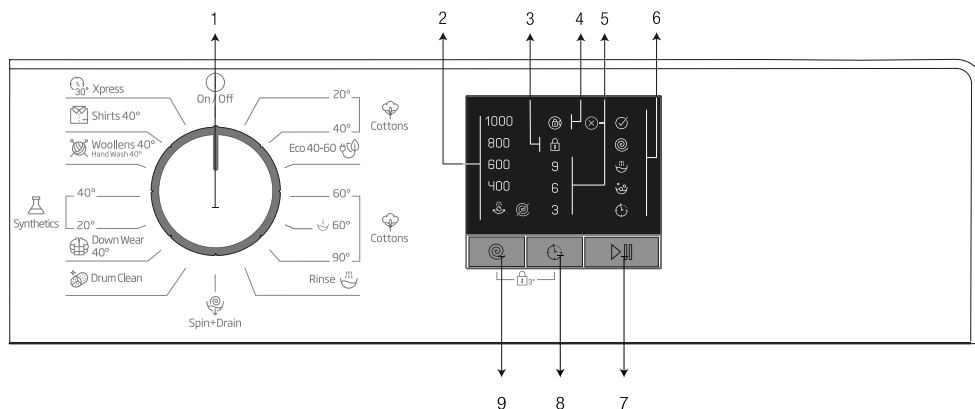 1
2
3
4
5
6
30° Xpress
On / Off
20°
Shirts 40°
40°
Cottons
Woollens 40°
Hand Wash 40°
Eco 40-60
40°
60°
Synthetics
20°
60°
Cottons
Down Wear
40°
90°
Drum Clean
Rinse
Spin+Drain
1000
800
600
400
9
6
3
3"
9
8
7